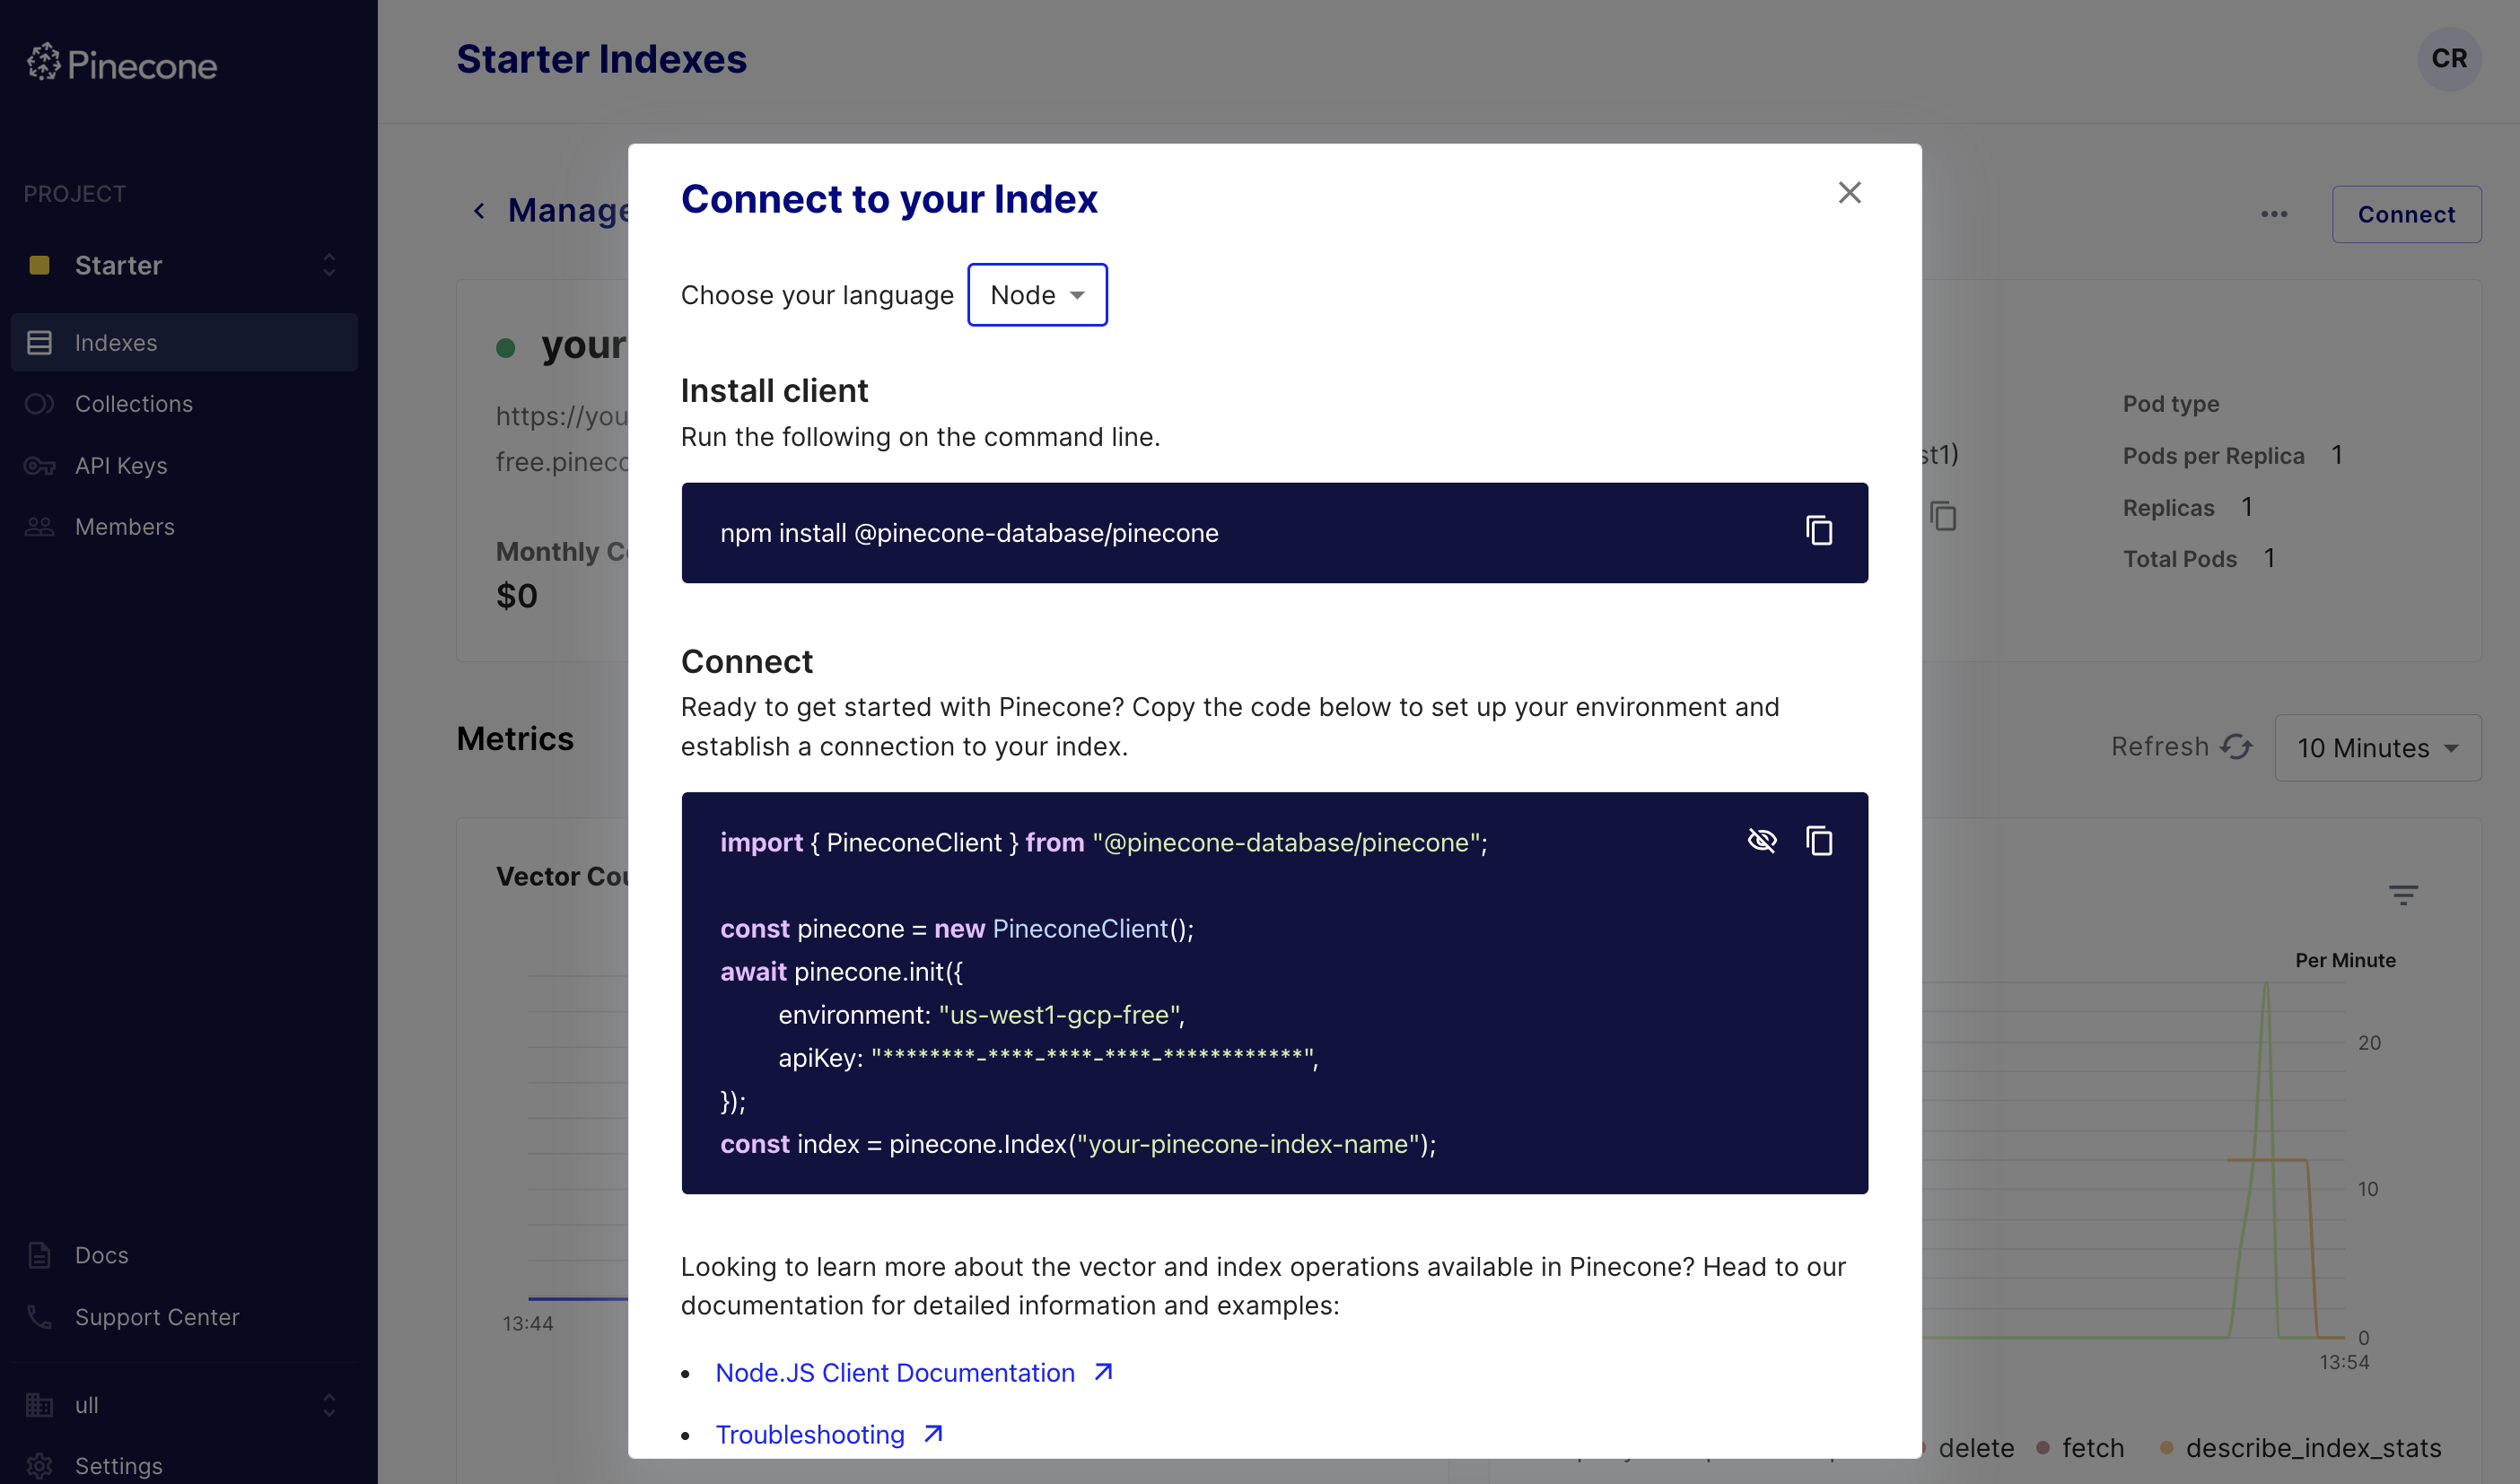 Pinecone
PROJECT
Starter
Indexes
Collections
API Keys
Members
Docs
Support Center
ull
Settings
Starter Indexes
CR
Manage
Connect
your
https://you
free.pinec
Monthly C
$0
st1)
Pod type
Pods per Replica 1
Replicas 1
Total Pods 1
Metrics
Refresh
10 Minutes
Vector Cou
13:44
Per Minute
20
10
0
13:54
delete
fetch
describe_index_stats
Connect to your Index
Choose your language Node
Install client
Run the following on the command line.
npm install @pinecone-database/pinecone
Connect
Ready to get started with Pinecone? Copy the code below to set up your environment and
establish a connection to your index.
import { PineconeClient } from "@pinecone-database/pinecone";
const pinecone = new PineconeClient();
await pinecone.init({
environment: "us-west1-gcp-free",
apiKey: "********-****-****-****-************",
});
const index = pinecone.Index("your-pinecone-index-name");
Looking to learn more about the vector and index operations available in Pinecone? Head to our
documentation for detailed information and examples:
• Node.JS Client Documentation
• Troubleshooting